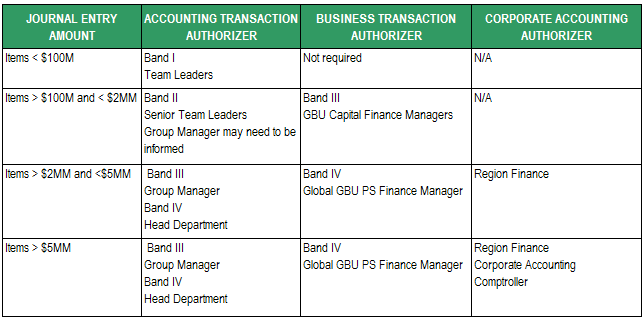 JOURNAL ENTRY
AMOUNT
ACCOUNTING TRANSACTION
AUTHORIZER
BUSINESS TRANSACTION
AUTHORIZER
CORPORATE ACCOUNTING
AUTHORIZER
Items < $100M
Band I
Team Leaders
Not required
N/A
Items > $100M and < $2MM
Band II
Senior Team Leaders
Group Manager may need to be
informed
Band III
GBU Capital Finance Managers
N/A
Items > $2MM and <$5MM
Band III
Group Manager
Band IV
Head Department
Band IV
Global GBU PS Finance Manager
Region Finance
Items > $5MM
Band III
Group Manager
Band IV
Head Department
Band IV
Global GBU PS Finance Manager
Region Finance
Corporate Accounting
Comptroller